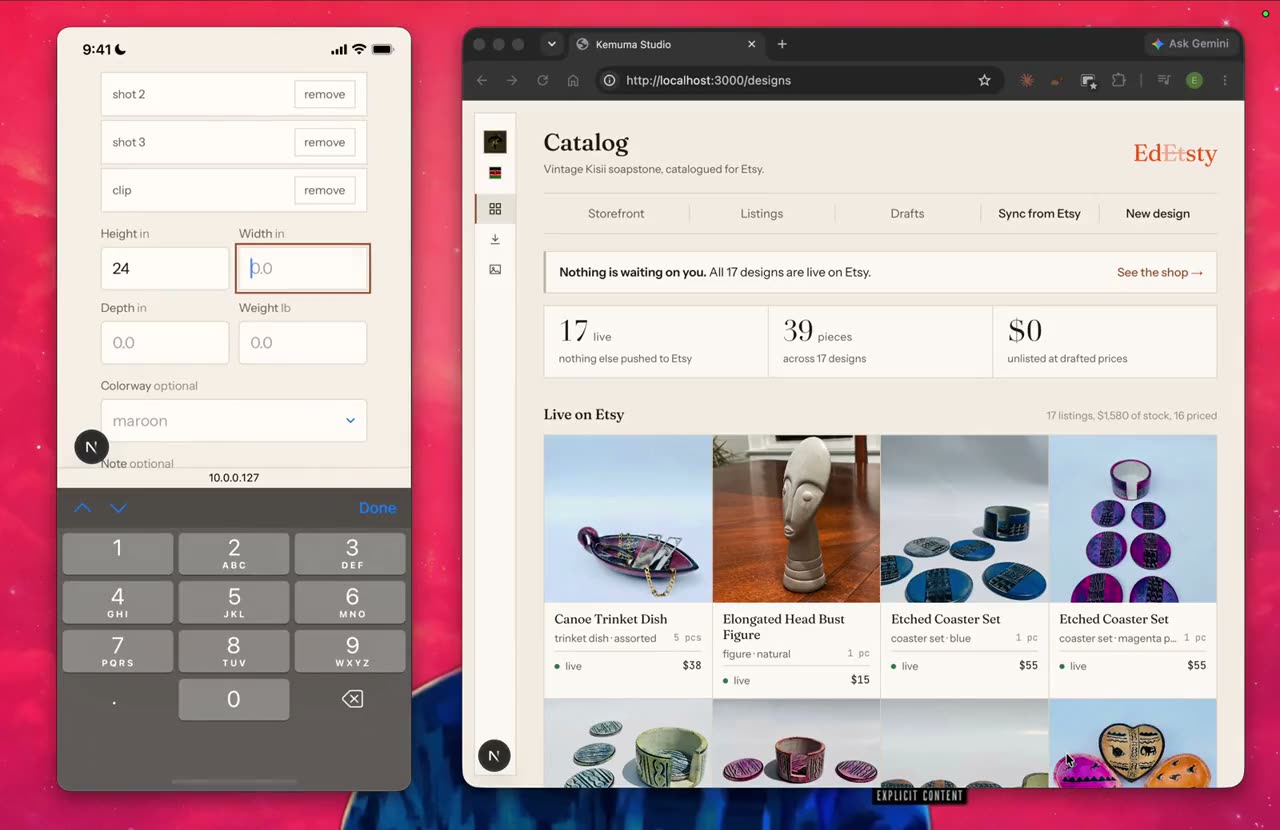 9:41
shot 2
remove
shot 3
remove
clip
remove
Height in
Width in
24
0.0
Depth in
Weight lb
0.0
0.0
Colorway optional
maroon
N
Note optional
10.0.0.127
Done
1
2
ABC
3
DEF
4
GHI
5
JKL
6
MNO
7
PQRS
8
TUV
9
WXYZ
.
0
Kemuma Studio
Ask Gemini
http://localhost:3000/designs
E
Catalog
Vintage Kisii soapstone, catalogued for Etsy.
EdEtsty
Storefront
Listings
Drafts
Sync from Etsy
New design
Nothing is waiting on you. All 17 designs are live on Etsy.
See the shop →
17 live
nothing else pushed to Etsy
39 pieces
across 17 designs
$0
unlisted at drafted prices
Live on Etsy
17 listings, $1,580 of stock, 16 priced
Canoe Trinket Dish
trinket dish · assorted
5 pcs
live
$38
Elongated Head Bust
Figure
figure · natural
1 pc
live
$15
Etched Coaster Set
coaster set · blue
1 pc
live
$55
Etched Coaster Set
coaster set · magenta p...
1 pc
live
$55
N
EXPLICIT CONTENT